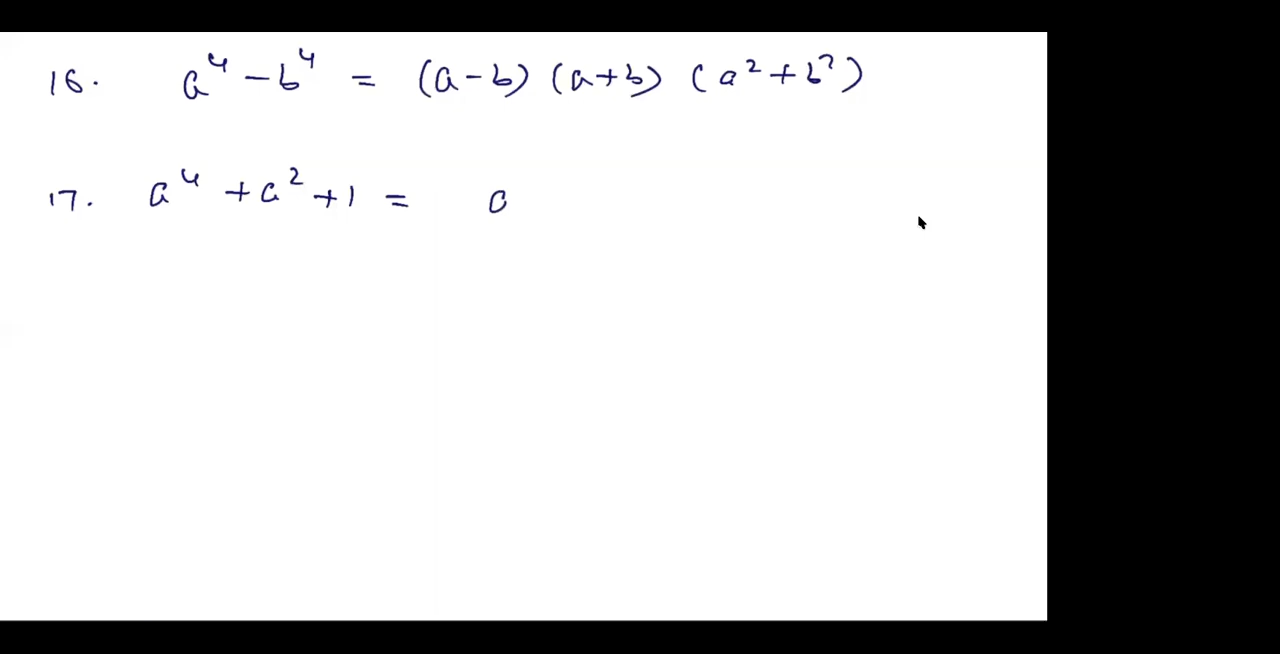 16. a⁴ - b⁴ = (a-b) (a+b) (a² + b²)
17. a⁴ + a² + 1 = a